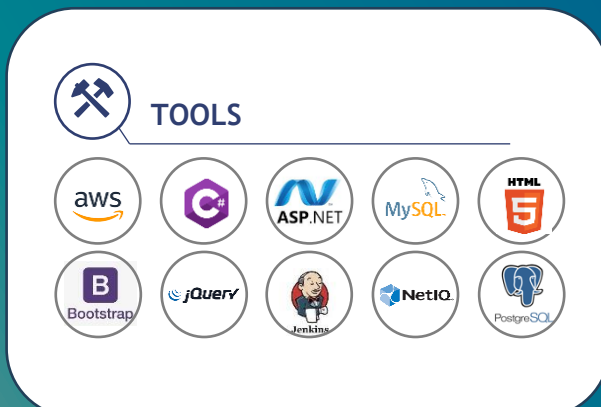 TOOLS
aws
C#
ASP.NET
MySQL
HTML
5
B
Bootstrap
jQuery
Jenkins
NetIQ
PostgreSQL